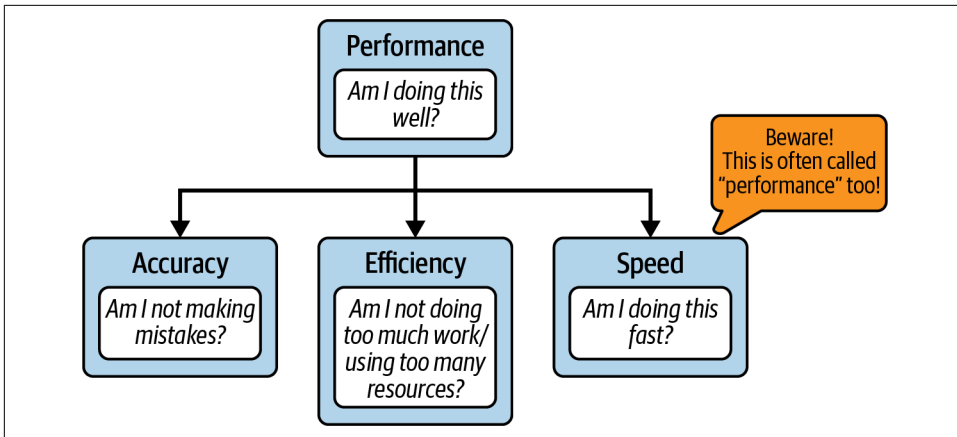 Performance
Am I doing this
well?
Beware!
This is often called
“performance” too!
Accuracy
Am I not making
mistakes?
Efficiency
Am I not doing
too much work/
using too many
resources?
Speed
Am I doing this
fast?